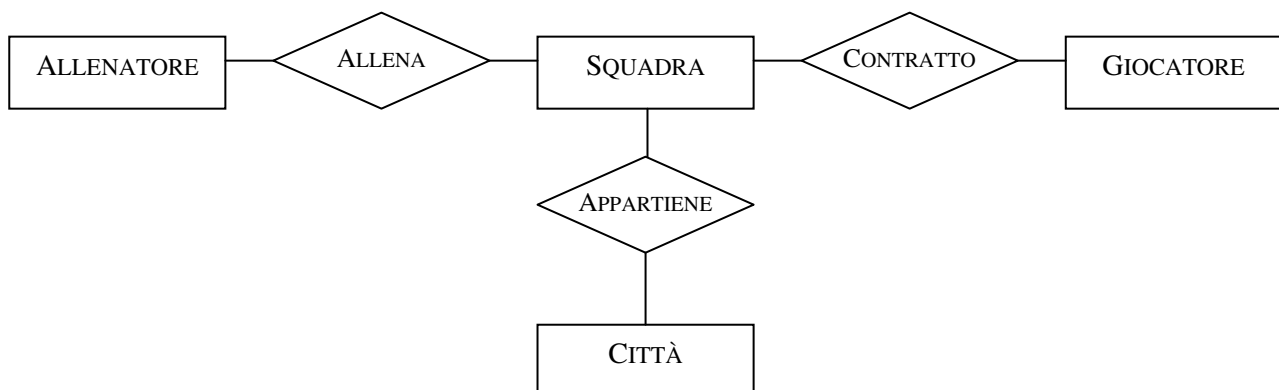 ALLENATORE
ALLENA
SQUADRA
CONTRATTO
GIOCATORE
APPARTIENE
CITTÀ